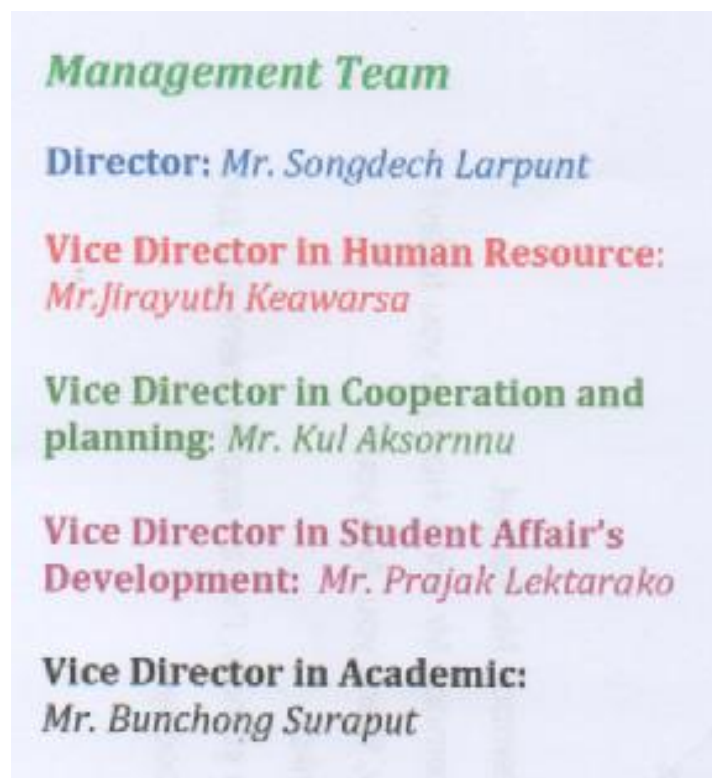 Management Team
Director: Mr. Songdech Larpunt
Vice Director in Human Resource:
Mr.Jirayuth Keawarsa
Vice Director in Cooperation and
planning: Mr. Kul Aksornnu
Vice Director in Student Affair's
Development: Mr. Prajak Lektarako
Vice Director in Academic:
Mr. Bunchong Suraput